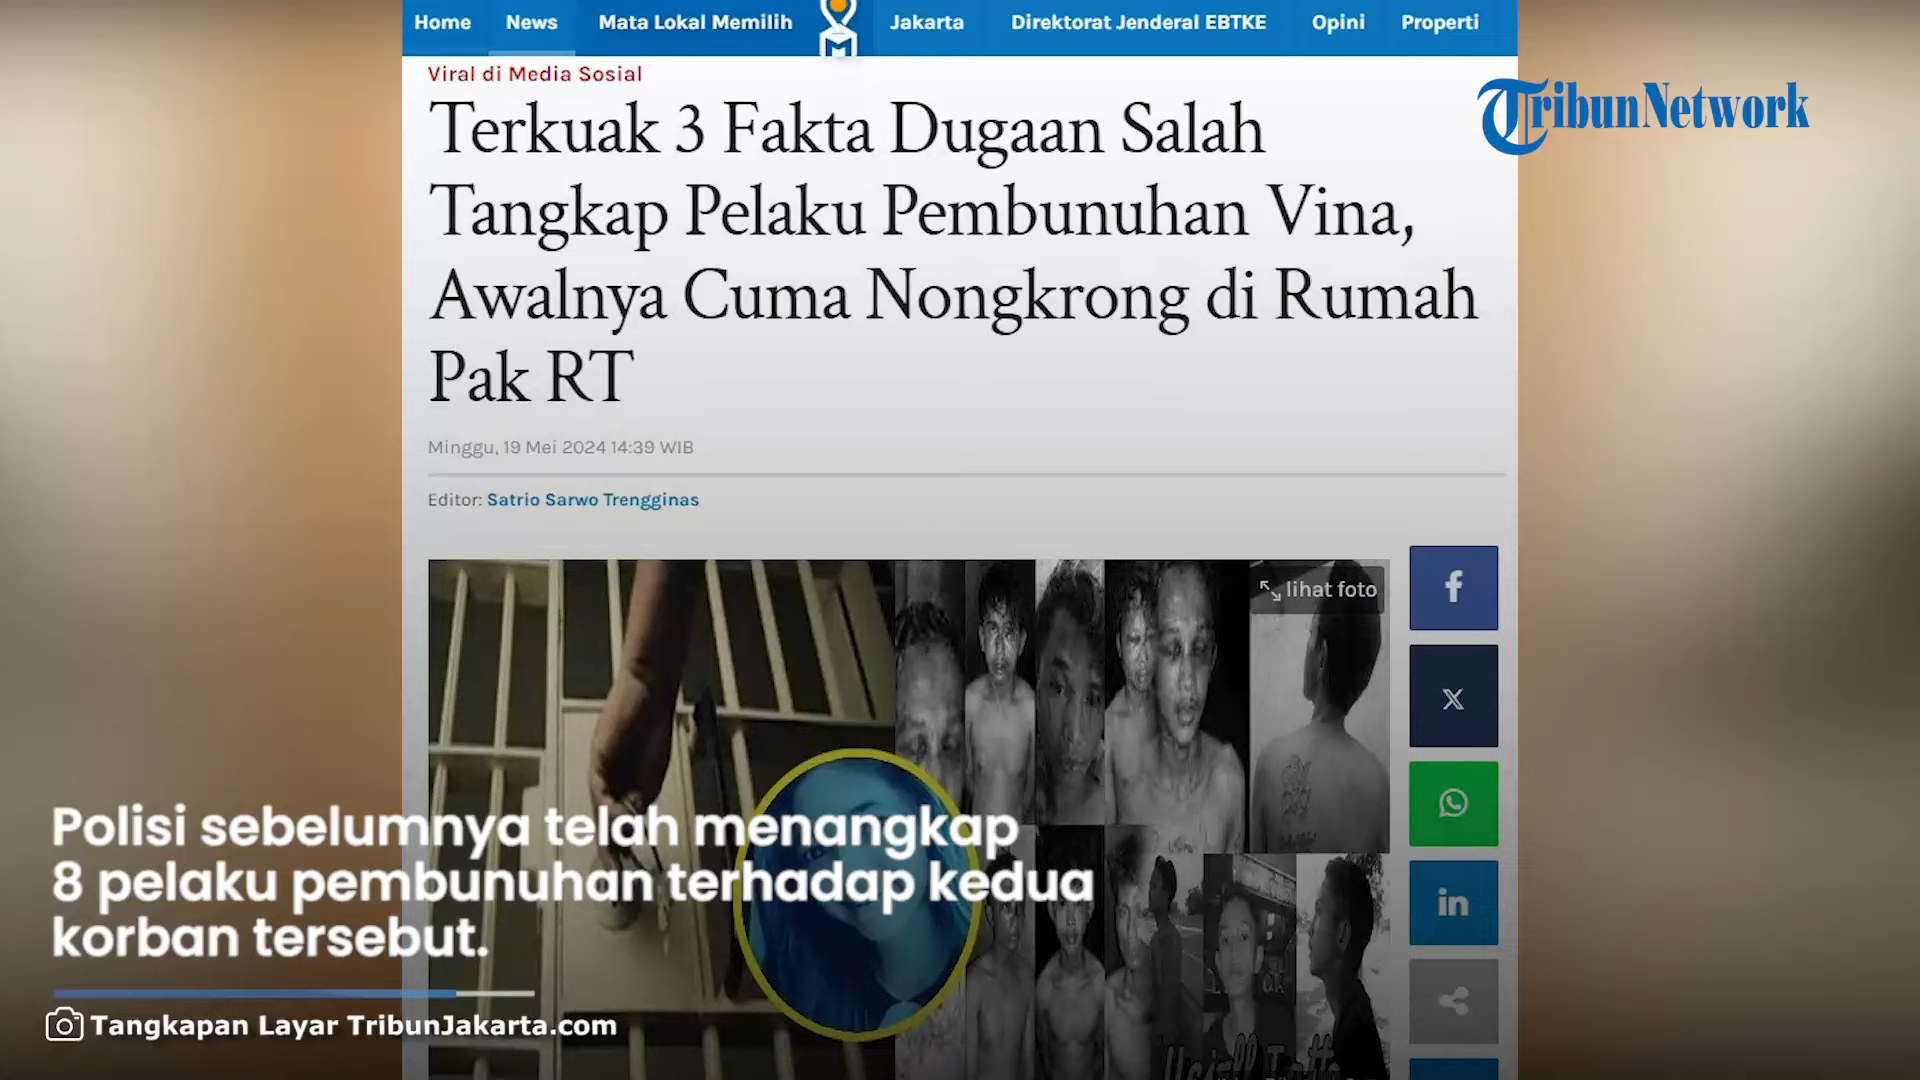 Home News Mata Lokal Memilih M Jakarta Direktorat Jenderal EBTKE Opini Properti
Viral di Media Sosial
TribunNetwork
Terkuak 3 Fakta Dugaan Salah
Tangkap Pelaku Pembunuhan Vina,
Awalnya Cuma Nongkrong di Rumah
Pak RT
Minggu, 19 Mei 2024 14:39 WIB
Editor: Satrio Sarwo Trengginas
lihat foto
f
X
in
Polisi sebelumnya telah menangkap
8 pelaku pembunuhan terhadap kedua
korban tersebut.
Tangkapan Layar TribunJakarta.com